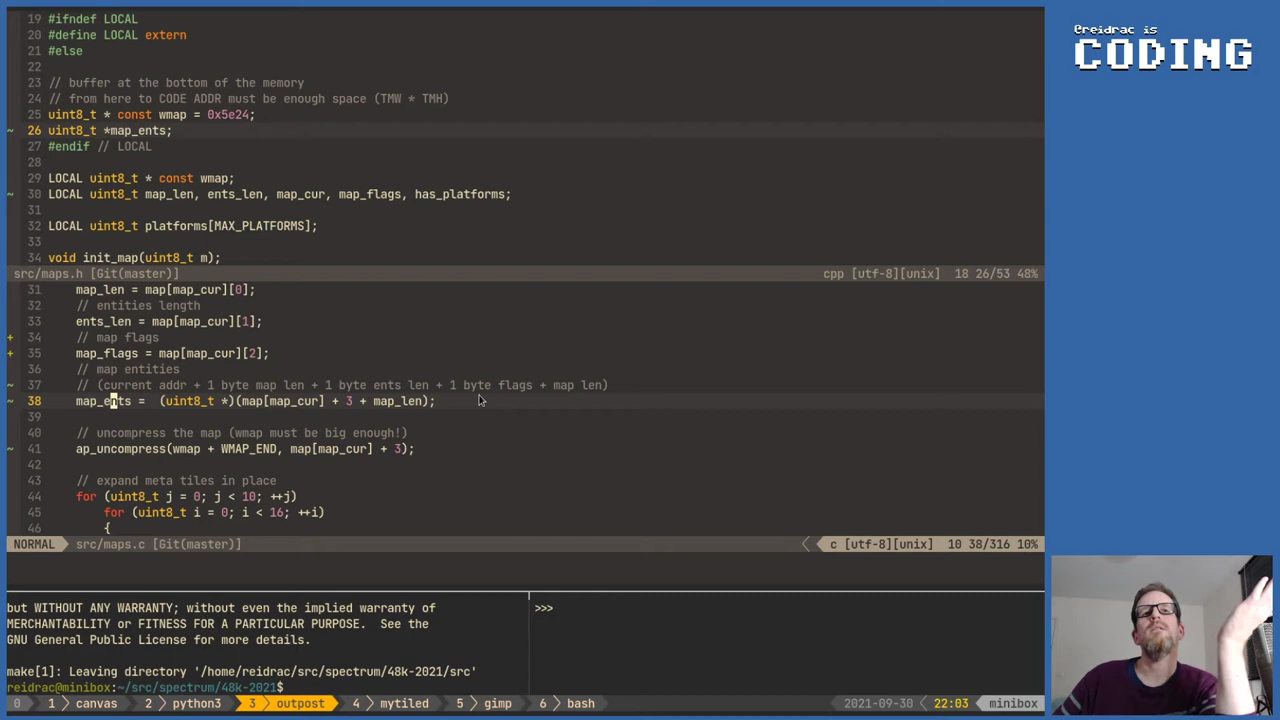 19 #ifndef LOCAL
20 #define LOCAL extern
21 #else
22
23 // buffer at the bottom of the memory
24 // from here to CODE ADDR must be enough space (TMW * TMH)
25 uint8_t * const wmap = 0x5e24;
~ 26 uint8_t *map_ents;
27 #endif // LOCAL
28
29 LOCAL uint8_t * const wmap;
~ 30 LOCAL uint8_t map_len, ents_len, map_cur, map_flags, has_platforms;
31
32 LOCAL uint8_t platforms[MAX_PLATFORMS];
33
34 void init_map(uint8_t m);
src/maps.h [Git(master)] cpp [utf-8][unix] 18 26/53 48%
31 map_len = map[map_cur][0];
32 // entities length
33 ents_len = map[map_cur][1];
+ 34 // map flags
+ 35 map_flags = map[map_cur][2];
36 // map entities
~ 37 // (current addr + 1 byte map len + 1 byte ents len + 1 byte flags + map len)
~ 38 map_ents = (uint8_t *)(map[map_cur] + 3 + map_len);
39
40 // uncompress the map (wmap must be big enough!)
~ 41 ap_uncompress(wmap + WMAP_END, map[map_cur] + 3);
42
43 // expand meta tiles in place
44 for (uint8_t j = 0; j < 10; ++j)
45 for (uint8_t i = 0; i < 16; ++i)
46 {
NORMAL src/maps.c [Git(master)] c [utf-8][unix] 10 38/316 10%
but WITHOUT ANY WARRANTY; without even the implied warranty of
MERCHANTABILITY or FITNESS FOR A PARTICULAR PURPOSE. See the
GNU General Public License for more details.
make[1]: Leaving directory '/home/reidrac/src/spectrum/48k-2021/src'
reidrac@minibox:~/src/spectrum/48k-2021$
>>>
0 1 canvas 2 python3 3 outpost 4 mytiled 5 gimp 6 bash 2021-09-30 22:03 minibox
@reidrac is
CODING